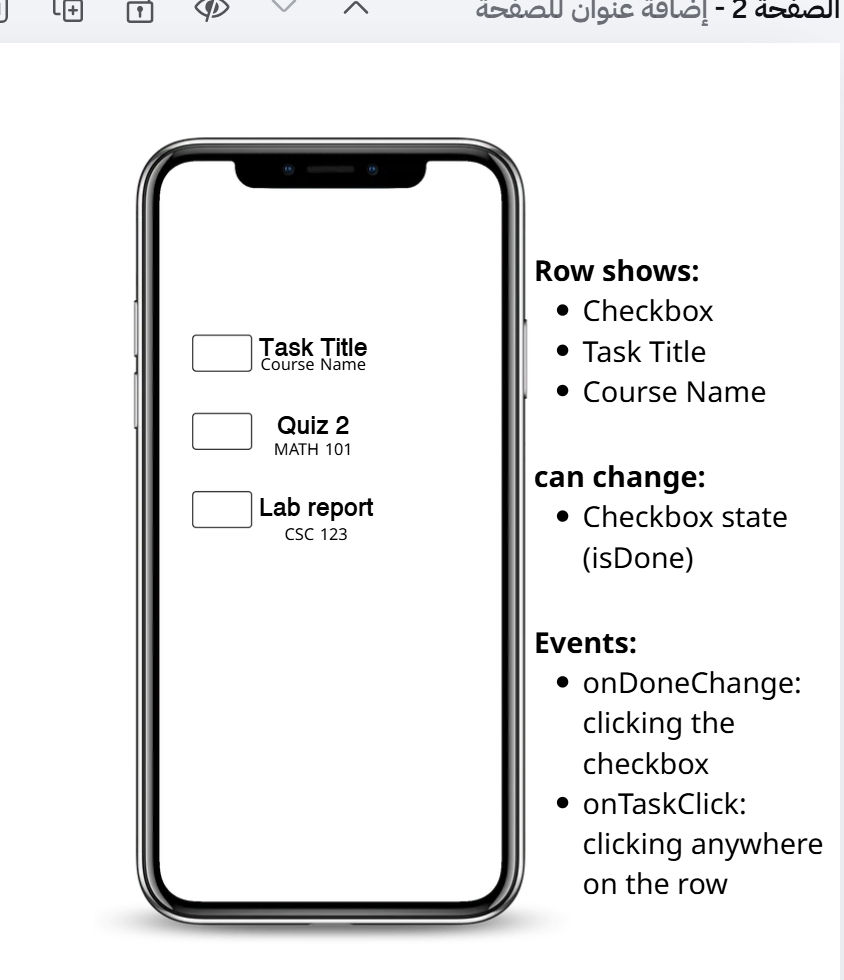 الصفحة 2 - إضافة عنوان للصفحة
Task Title
Course Name
Quiz 2
MATH 101
Lab report
CSC 123
Row shows:
Checkbox
Task Title
Course Name
can change:
Checkbox state
(isDone)
Events:
onDoneChange:
clicking the
checkbox
onTaskClick:
clicking anywhere
on the row